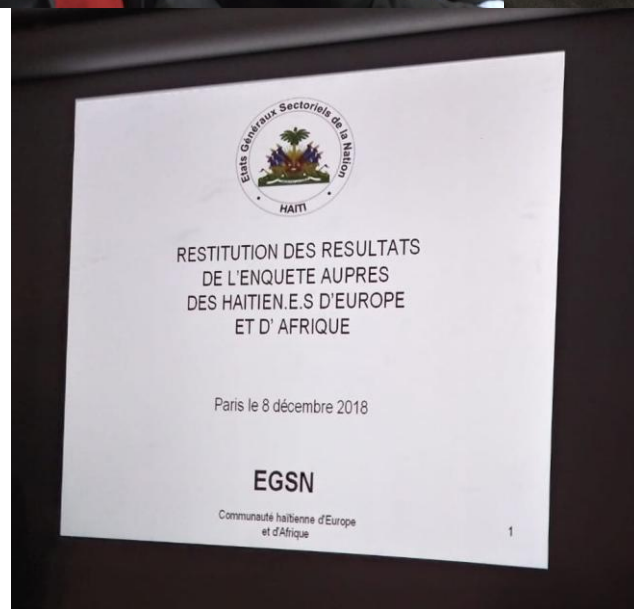 Etats Généraux Sectoriels de la Nation
• HAITI •
RESTITUTION DES RESULTATS
DE L'ENQUETE AUPRES
DES HAITIEN.E.S D'EUROPE
ET D' AFRIQUE
Paris le 8 décembre 2018
EGSN
Communauté haïtienne d'Europe
et d'Afrique
1